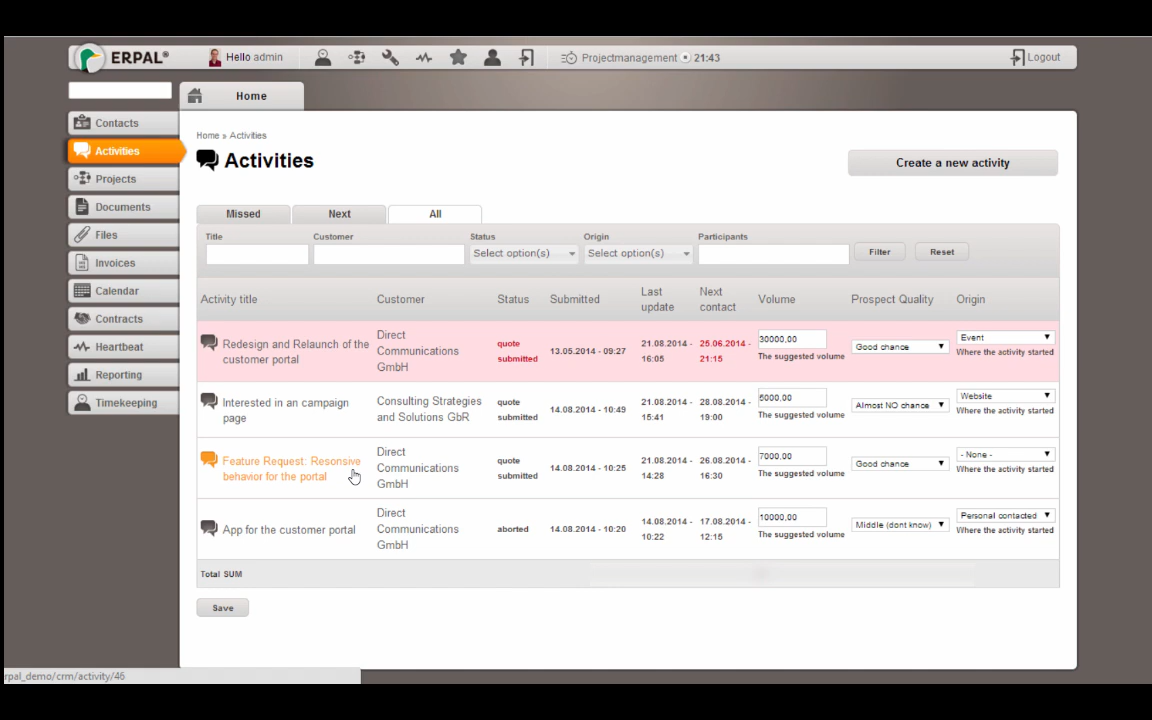 ERPAL®
Hello admin
Projectmanagement 21:43
Logout
Home
Contacts
Activities
Projects
Documents
Files
Invoices
Calendar
Contracts
Heartbeat
Reporting
Timekeeping
Home » Activities
Activities
Create a new activity
Missed Next All
Title Customer Status Origin Participants
Select option(s) Select option(s) Filter Reset
Activity title Customer Status Submitted Last update Next contact Volume Prospect Quality Origin
Redesign and Relaunch of the customer portal
Direct Communications GmbH
quote submitted
13.05.2014 - 09:27
21.08.2014 - 16:05
25.06.2014 - 21:15
30000,00
The suggested volume
Good chance
Event
Where the activity started
Interested in an campaign page
Consulting Strategies and Solutions GbR
quote submitted
14.08.2014 - 10:49
21.08.2014 - 15:41
28.08.2014 - 19:00
5000,00
The suggested volume
Almost NO chance
Website
Where the activity started
Feature Request: Resonsive behavior for the portal
Direct Communications GmbH
quote submitted
14.08.2014 - 10:25
21.08.2014 - 14:28
26.08.2014 - 16:30
7000,00
The suggested volume
Good chance
- None -
Where the activity started
App for the customer portal
Direct Communications GmbH
aborted
14.08.2014 - 10:20
14.08.2014 - 10:22
17.08.2014 - 12:15
10000,00
The suggested volume
Middle (dont know)
Personal contacted
Where the activity started
Total SUM
Save
rpal_demo/crm/activity/46